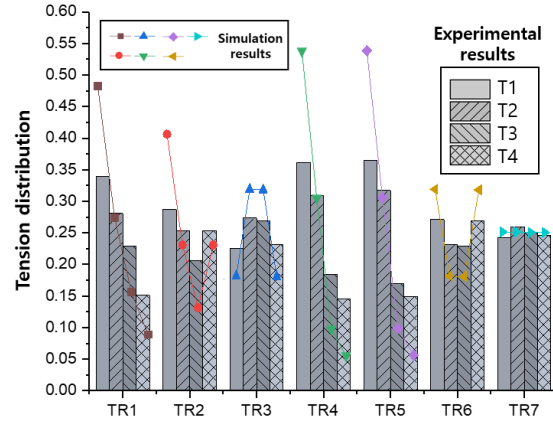 0.60
0.55
0.50
0.45
0.40
0.35
0.30
0.25
0.20
0.15
0.10
0.05
0.00
Tension distribution
Simulation
results
Experimental
results
T1
T2
T3
T4
TR1 TR2 TR3 TR4 TR5 TR6 TR7